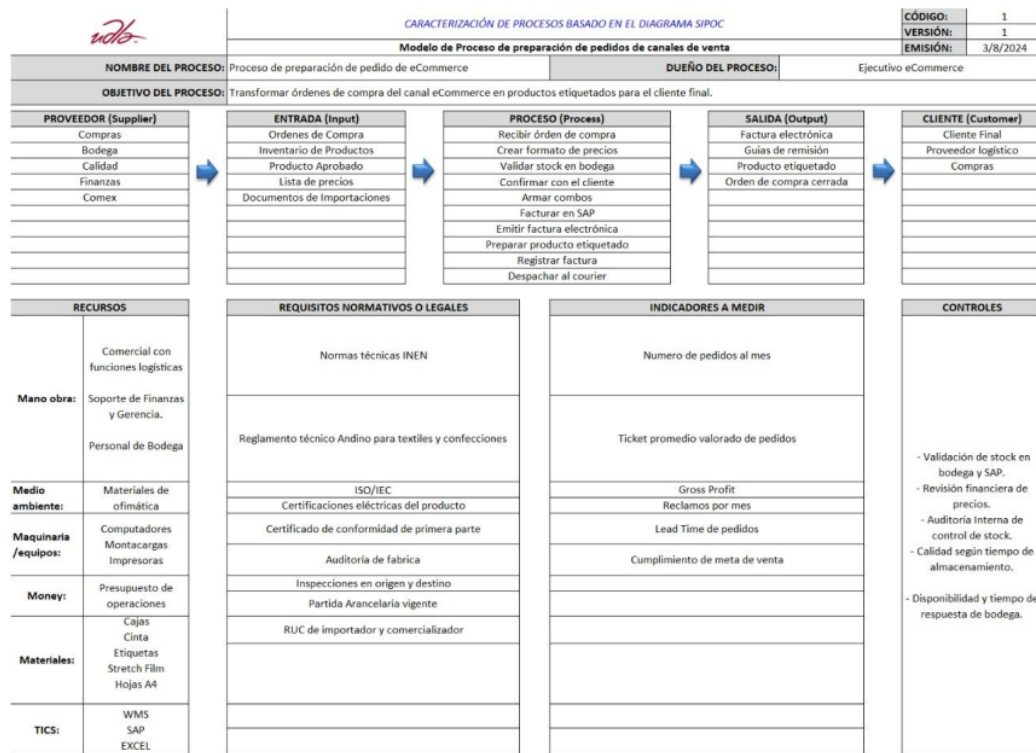 udla-
CARACTERIZACIÓN DE PROCESOS BASADO EN EL DIAGRAMA SIPOC
Modelo de Proceso de preparación de pedidos de canales de venta
CÓDIGO: 1
VERSIÓN: 1
EMISIÓN: 3/8/2024
NOMBRE DEL PROCESO: Proceso de preparación de pedido de eCommerce
DUEÑO DEL PROCESO: Ejecutivo eCommerce
OBJETIVO DEL PROCESO: Transformar órdenes de compra del canal eCommerce en productos etiquetados para el cliente final.
PROVEEDOR (Supplier)
Compras
Bodega
Calidad
Finanzas
Comex
ENTRADA (Input)
Ordenes de Compra
Inventario de Productos
Producto Aprobado
Lista de precios
Documentos de Importaciones
PROCESO (Process)
Recibir órden de compra
Crear formato de precios
Validar stock en bodega
Confirmar con el cliente
Armar combos
Facturar en SAP
Emitir factura electrónica
Preparar producto etiquetado
Registrar factura
Despachar al courier
SALIDA (Output)
Factura electrónica
Guias de remisión
Producto etiquetado
Orden de compra cerrada
CLIENTE (Customer)
Cliente Final
Proveedor logístico
Compras
RECURSOS
Mano obra:
Comercial con
funciones logísticas
Soporte de Finanzas
y Gerencia.
Personal de Bodega
Medio
ambiente:
Materiales de
ofimática
Maquinaria
/equipos:
Computadores
Montacargas
Impresoras
Money:
Presupuesto de
operaciones
Materiales:
Cajas
Cinta
Etiquetas
Stretch Film
Hojas A4
TICS:
WMS
SAP
EXCEL
REQUISITOS NORMATIVOS O LEGALES
Normas técnicas INEN
Reglamento técnico Andino para textiles y confecciones
ISO/IEC
Certificaciones eléctricas del producto
Certificado de conformidad de primera parte
Auditoría de fabrica
Inspecciones en origen y destino
Partida Arancelaria vigente
RUC de importador y comercializador
INDICADORES A MEDIR
Numero de pedidos al mes
Ticket promedio valorado de pedidos
Gross Profit
Reclamos por mes
Lead Time de pedidos
Cumplimiento de meta de venta
CONTROLES
- Validación de stock en
bodega y SAP.
- Revisión financiera de
precios.
- Auditoría Interna de
control de stock.
- Calidad según tiempo de
almacenamiento.
- Disponibilidad y tiempo de
respuesta de bodega.